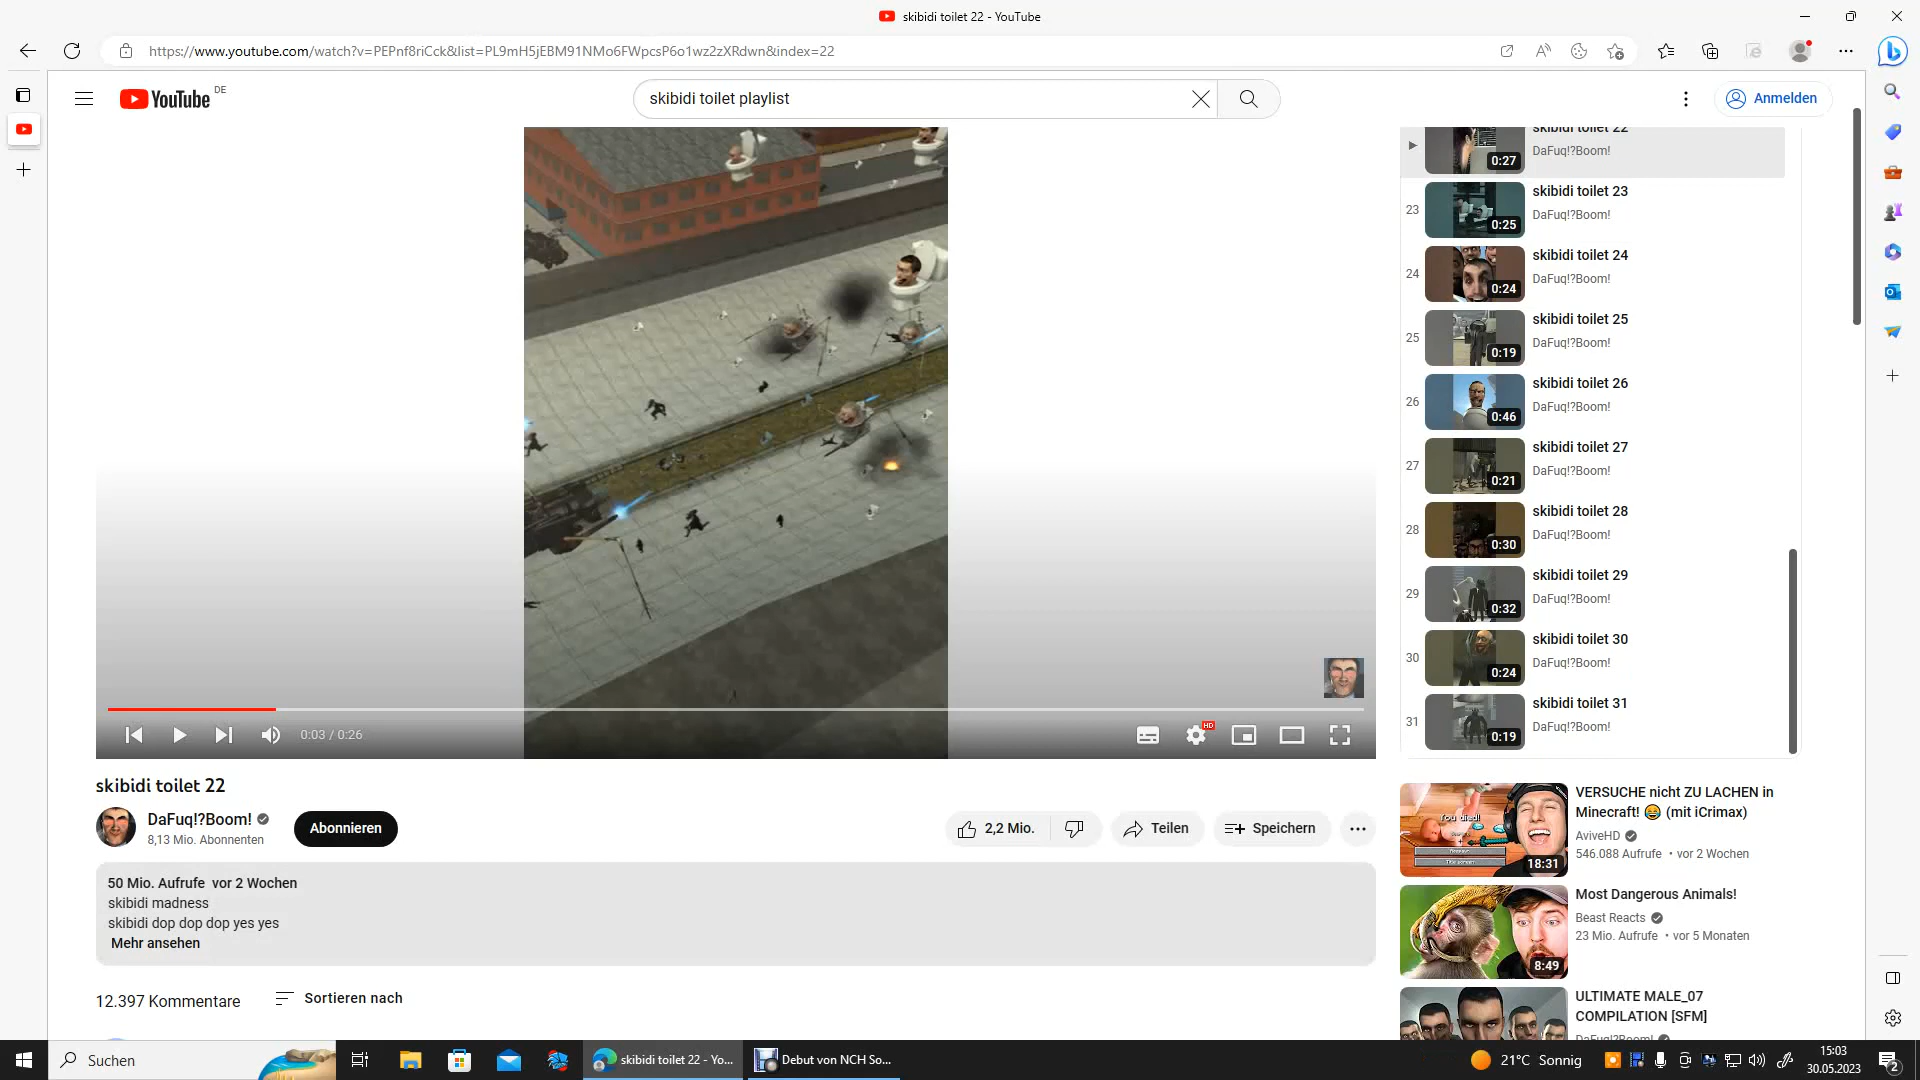 skibidi toilet 22 - YouTube
https://www.youtube.com/watch?v=PEPnf8riCck&list=PL9mH5jEBM91NMo6FWpcsP6o1wz2zXRdwn&index=22
YouTube DE
skibidi toilet playlist
Anmelden
HD
0:03 / 0:26
skibidi toilet 22
DaFuq!?Boom!
8,13 Mio. Abonnenten
Abonnieren
2,2 Mio.
Teilen
Speichern
50 Mio. Aufrufe vor 2 Wochen
skibidi madness
skibidi dop dop dop yes yes
Mehr ansehen
12.397 Kommentare
Sortieren nach
skibidi toilet 22
DaFuq!?Boom!
0:27
23
skibidi toilet 23
DaFuq!?Boom!
0:25
24
skibidi toilet 24
DaFuq!?Boom!
0:24
25
skibidi toilet 25
DaFuq!?Boom!
0:19
26
skibidi toilet 26
DaFuq!?Boom!
0:46
27
skibidi toilet 27
DaFuq!?Boom!
0:21
28
skibidi toilet 28
DaFuq!?Boom!
0:30
29
skibidi toilet 29
DaFuq!?Boom!
0:32
30
skibidi toilet 30
DaFuq!?Boom!
0:24
31
skibidi toilet 31
DaFuq!?Boom!
0:19
You died!
18:31
VERSUCHE nicht ZU LACHEN in
Minecraft! 😂 (mit iCrimax)
AviveHD
546.088 Aufrufe • vor 2 Wochen
8:49
Most Dangerous Animals!
Beast Reacts
23 Mio. Aufrufe • vor 5 Monaten
ULTIMATE MALE_07
COMPILATION [SFM]
DaFuq!?Boom!
Suchen
skibidi toilet 22 - Yo...
Debut von NCH So...
21°C Sonnig
15:03
30.05.2023
2